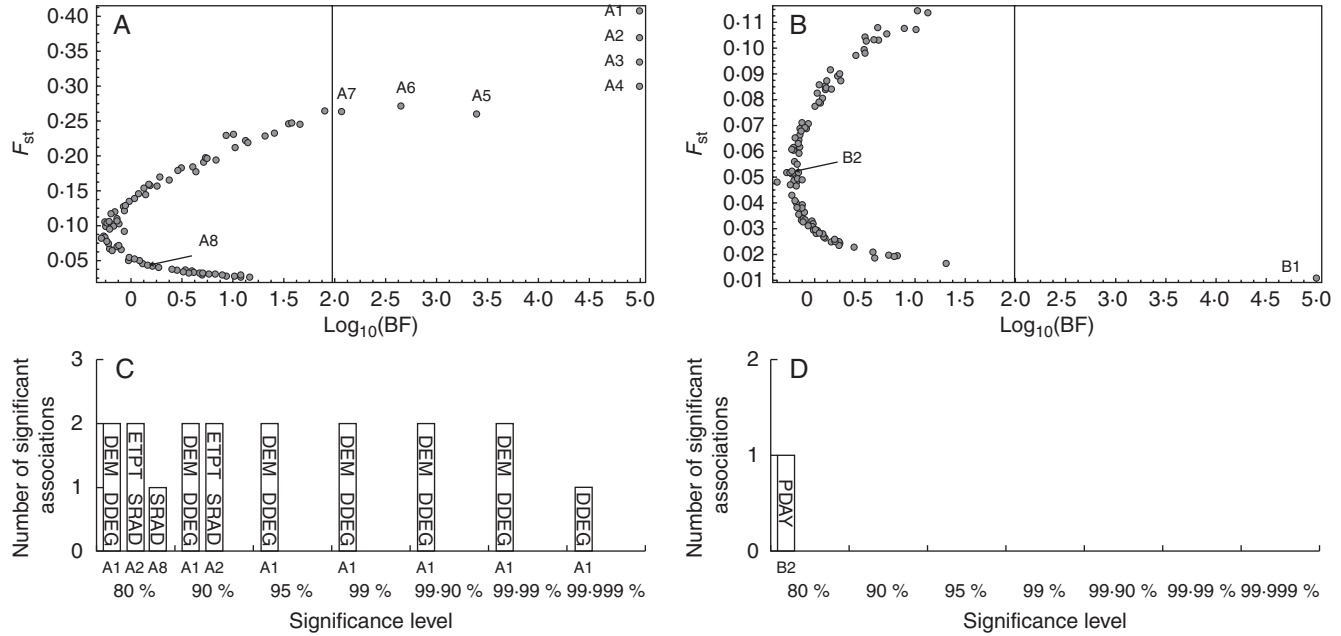 A
0·40
0·35
0·30
0·25
0·20
0·15
0·10
0·05
Fst
A1
A2
A3
A4
A7
A6
A5
A8
0 0·5 1·0 1·5 2·0 2·5 3·0 3·5 4·0 4·5 5·0
Log10(BF)
B
0·11
0·10
0·09
0·08
0·07
0·06
0·05
0·04
0·03
0·02
0·01
Fst
B2
B1
0 0·5 1·0 1·5 2·0 2·5 3·0 3·5 4·0 4·5 5·0
Log10(BF)
C
Number of significant
associations
3
2
1
0
DEM DDEG
ETPT SRAD
SRAD
DEM DDEG
ETPT SRAD
DEM DDEG
DEM DDEG
DEM DDEG
DEM DDEG
DDEG
A1 A2 A8 A1 A2 A1 A1 A1 A1 A1
80 % 90 % 95 % 99 % 99·90 % 99·99 % 99·999 %
Significance level
D
Number of significant
associations
2
1
0
PDAY
B2
80 % 90 % 95 % 99 % 99·90 % 99·99 % 99·999 %
Significance level